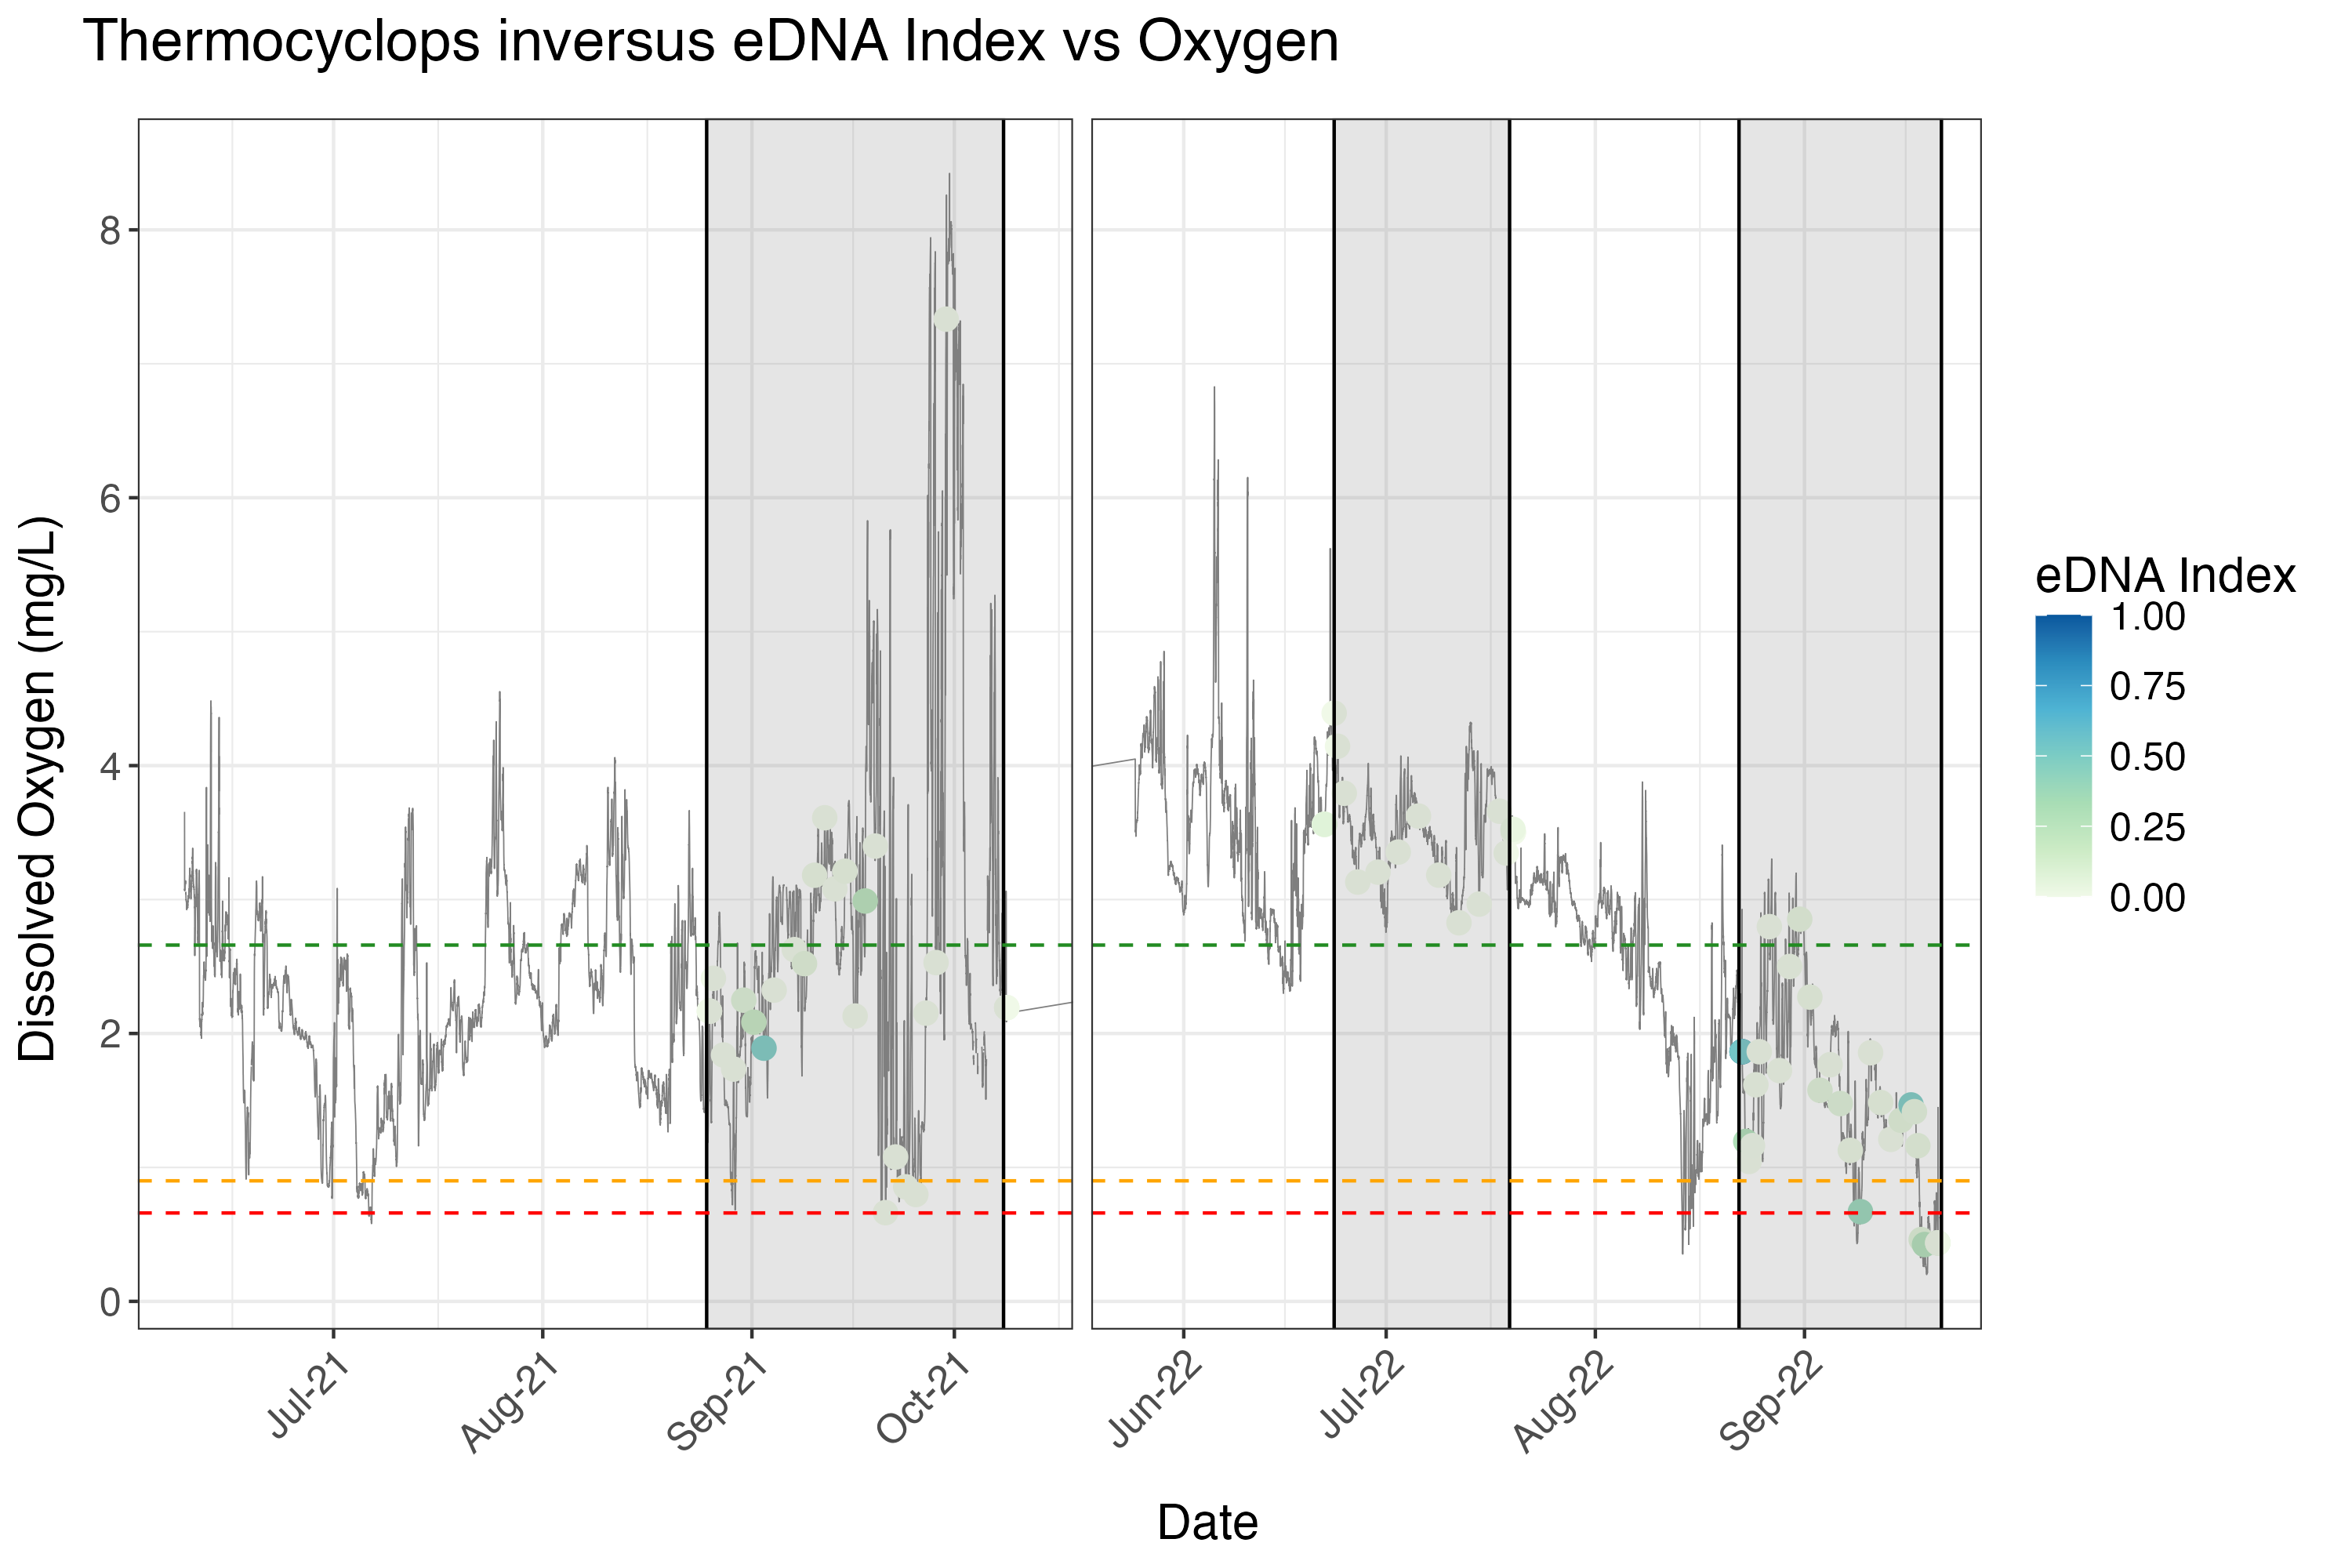 Thermocyclops inversus eDNA Index vs Oxygen
Dissolved Oxygen (mg/L)
8
6
4
2
0
Jul-21
Aug-21
Sep-21
Oct-21
Jun-22
Jul-22
Aug-22
Sep-22
Date
eDNA Index
1.00
0.75
0.50
0.25
0.00